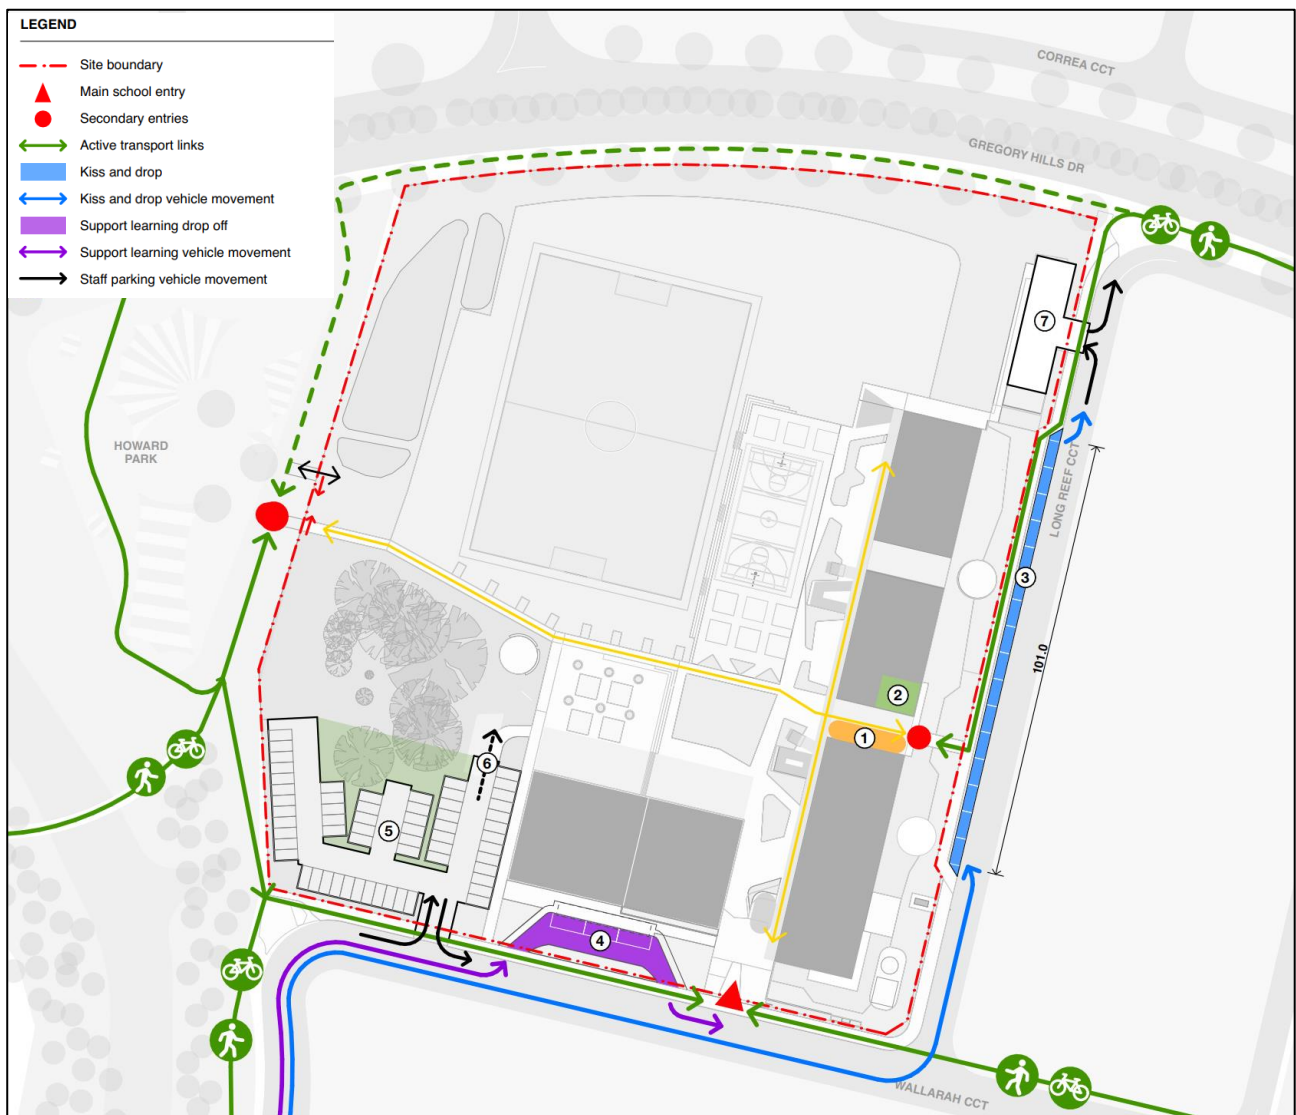 LEGEND
Site boundary
Main school entry
Secondary entries
Active transport links
Kiss and drop
Kiss and drop vehicle movement
Support learning drop off
Support learning vehicle movement
Staff parking vehicle movement
CORREA CCT
GREGORY HILLS DR
7
HOWARD
PARK
LONG REEF CCT
3
101.0
2
1
6
5
4
WALLARAH CCT